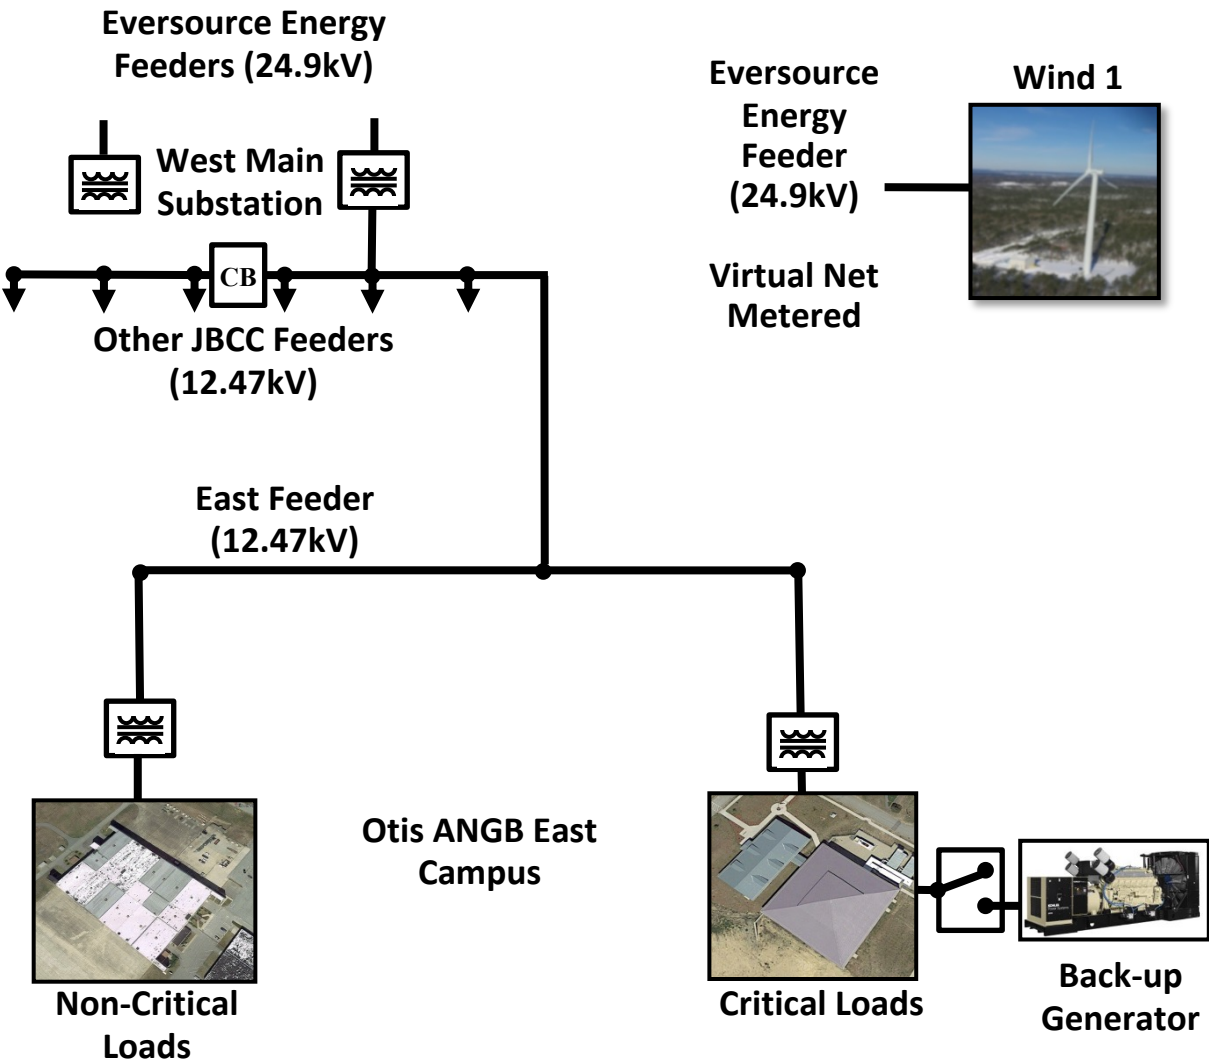 Eversource Energy
Feeders (24.9kV)
West Main
Substation
CB
Other JBCC Feeders
(12.47kV)
Eversource
Energy
Feeder
(24.9kV)
Virtual Net
Metered
Wind 1
East Feeder
(12.47kV)
Otis ANGB East
Campus
Non-Critical
Loads
Critical Loads
Back-up
Generator